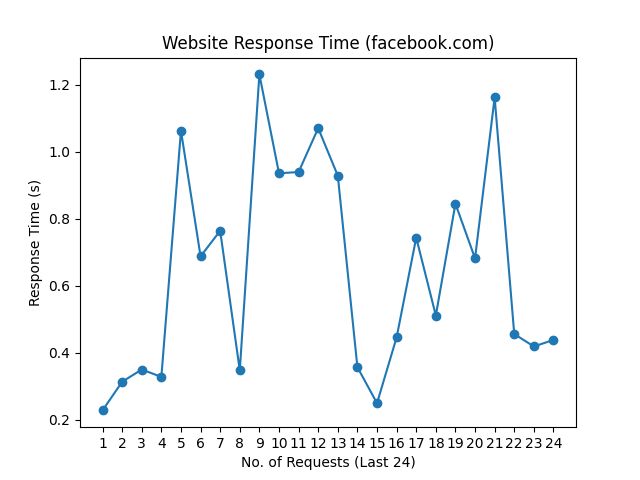 Website Response Time (facebook.com)
Response Time (s)
1.2
1.0
0.8
0.6
0.4
0.2
1 2 3 4 5 6 7 8 9 10 11 12 13 14 15 16 17 18 19 20 21 22 23 24
No. of Requests (Last 24)